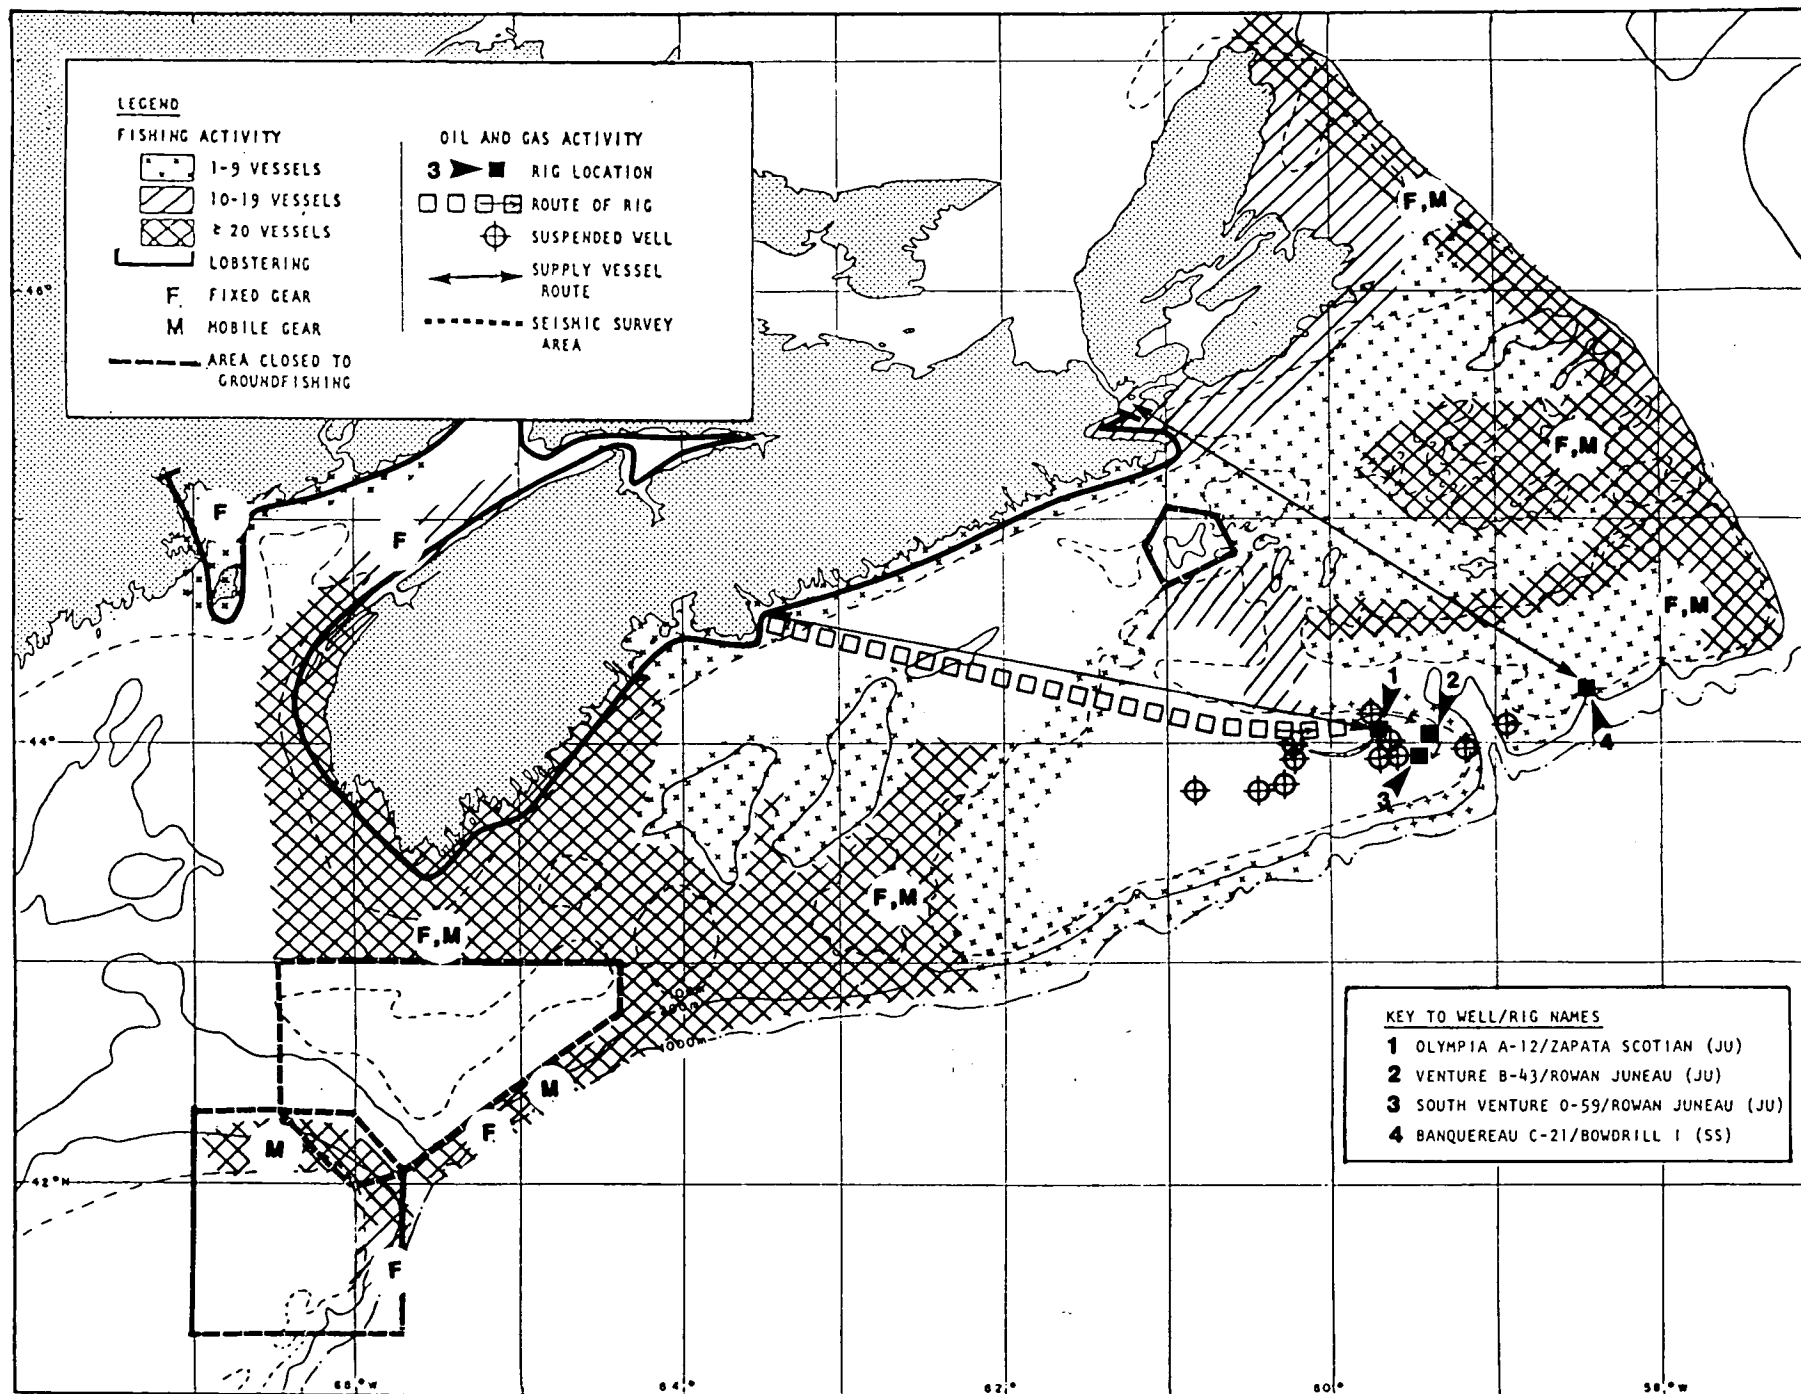 LEGEND
FISHING ACTIVITY
1-9 VESSELS
10-19 VESSELS
≥ 20 VESSELS
LOBSTERING
F FIXED GEAR
M MOBILE GEAR
AREA CLOSED TO
GROUNDFISHING
OIL AND GAS ACTIVITY
3 RIG LOCATION
ROUTE OF RIG
SUSPENDED WELL
SUPPLY VESSEL
ROUTE
SEISMIC SURVEY
AREA
F,M
46°
F,M
F
F
F,M
1
2
44°
4
3
F,M
F,M
1000m
M
F
M
42°N
F
KEY TO WELL/RIG NAMES
1 OLYMPIA A-12/ZAPATA SCOTIAN (JU)
2 VENTURE B-43/ROWAN JUNEAU (JU)
3 SOUTH VENTURE O-59/ROWAN JUNEAU (JU)
4 BANQUEREAU C-21/BOWDRILL I (SS)
66°W
64°
62°
60°
58°W